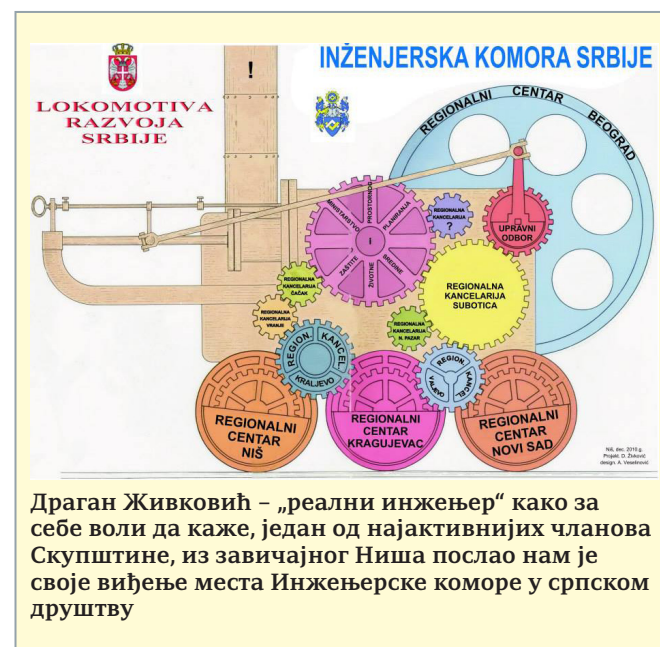 !
INŽENJERSKA KOMORA SRBIJE
LOKOMOTIVA
RAZVOJA
SRBIJE
REGIONALNI CENTAR BEOGRAD
MINISTARSTVO PROSTORNOG PLANIRANJA
I
ZAŠTITE ŽIVOTNE SREDINE
REGIONALNA
KANCELARIJA
?
UPRAVNI
ODBOR
REGIONALNA
KANCELARIJA
ČAČAK
REGIONALNA
KANCELARIJA
SUBOTICA
REGIONALNA
KANCELARIJA
VRANJE
REGIONALNA
KANCELARIJA
N. PAZAR
REGION. KANCEL
KRALJEVO
REGION. KANCEL
VALJEVO
REGIONALNI
CENTAR
NIŠ
REGIONALNI
CENTAR
KRAGUJEVAC
REGIONALNI
CENTAR
NOVI SAD
Niš, dec. 2010.g.
Projekt. D. Živković
design. A. Veselinović
Драган Живковић – „реални инжењер“ како за
себе воли да каже, један од најактивнијих чланова
Скупштине, из завичајног Ниша послао нам је
своје виђење места Инжењерске коморе у српском
друштву